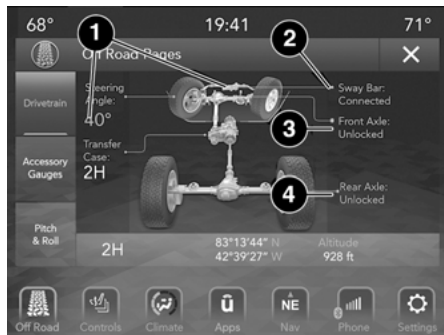 68° 19:41 71°
1
2
Off Road Pages
Steering
Angle:
40°
Sway Bar:
Connected
Drivetrain
Front Axle:
Unlocked
3
Transfer
Case:
2H
Accessory
Gauges
4
Rear Axle:
Unlocked
Pitch
& Roll
2H
83°13'44" N
42°39'27" W
Altitude
928 ft
Off Road Controls Climate Apps Nav Phone Settings
û
NE